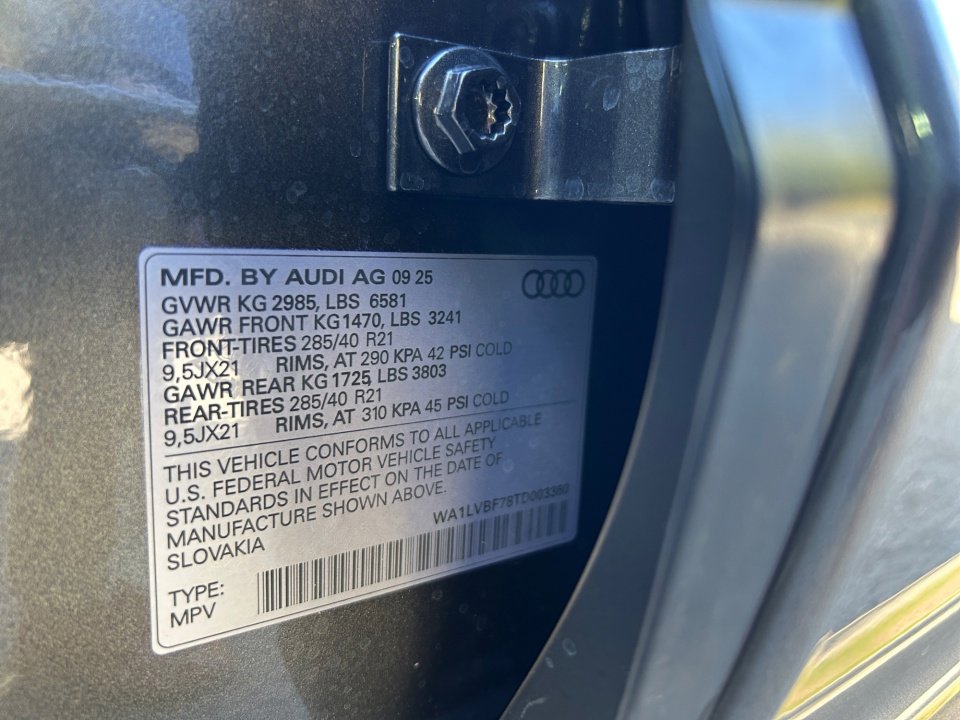 MFD. BY AUDI AG 09 25
GVWR KG 2985, LBS 6581
GAWR FRONT KG1470, LBS 3241
FRONT-TIRES 285/40 R21
9,5JX21 RIMS, AT 290 KPA 42 PSI COLD
GAWR REAR KG 1725, LBS 3803
REAR-TIRES 285/40 R21
9,5JX21 RIMS, AT 310 KPA 45 PSI COLD
THIS VEHICLE CONFORMS TO ALL APPLICABLE
U.S. FEDERAL MOTOR VEHICLE SAFETY
STANDARDS IN EFFECT ON THE DATE OF
MANUFACTURE SHOWN ABOVE.
SLOVAKIA
WA1LVBF78TD003360
TYPE:
MPV